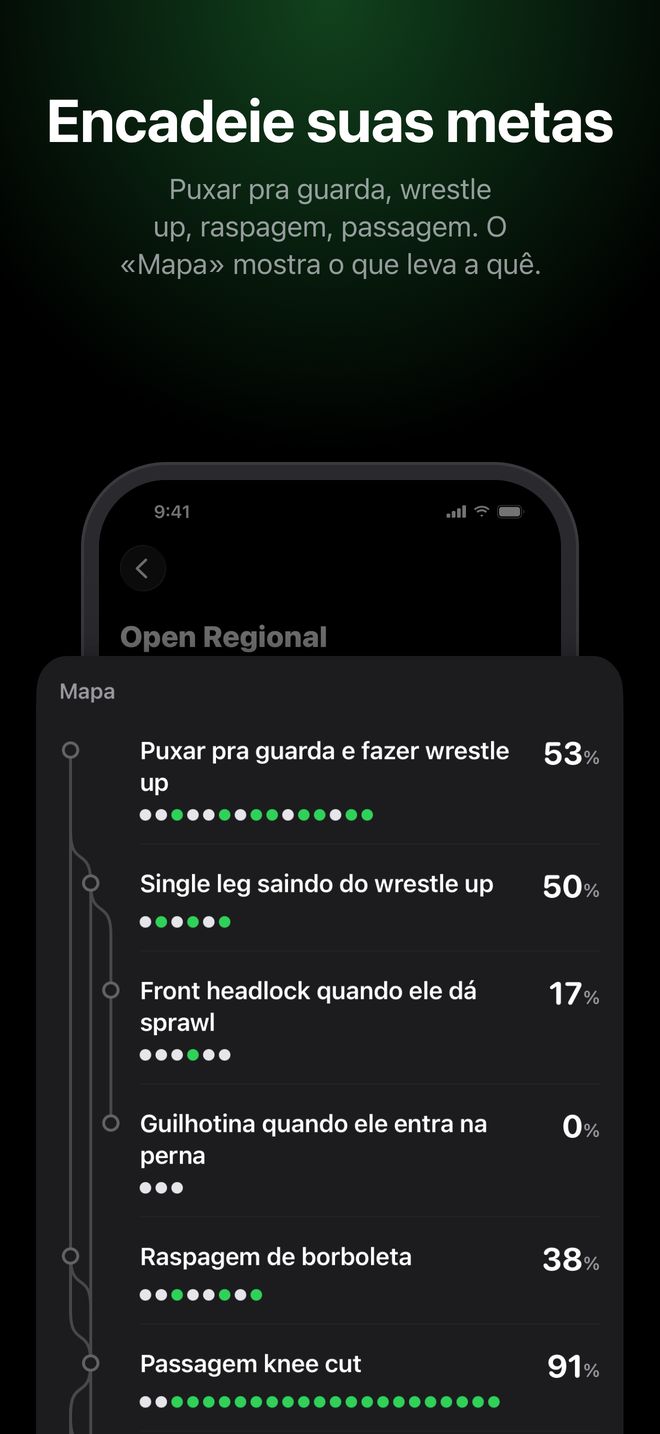 Encadeie suas metas
Puxar pra guarda, wrestle
up, raspagem, passagem. O
«Mapa» mostra o que leva a quê.
9:41
Open Regional
Mapa
Puxar pra guarda e fazer wrestle
up
53%
Single leg saindo do wrestle up
50%
Front headlock quando ele dá
sprawl
17%
Guilhotina quando ele entra na
perna
0%
Raspagem de borboleta
38%
Passagem knee cut
91%